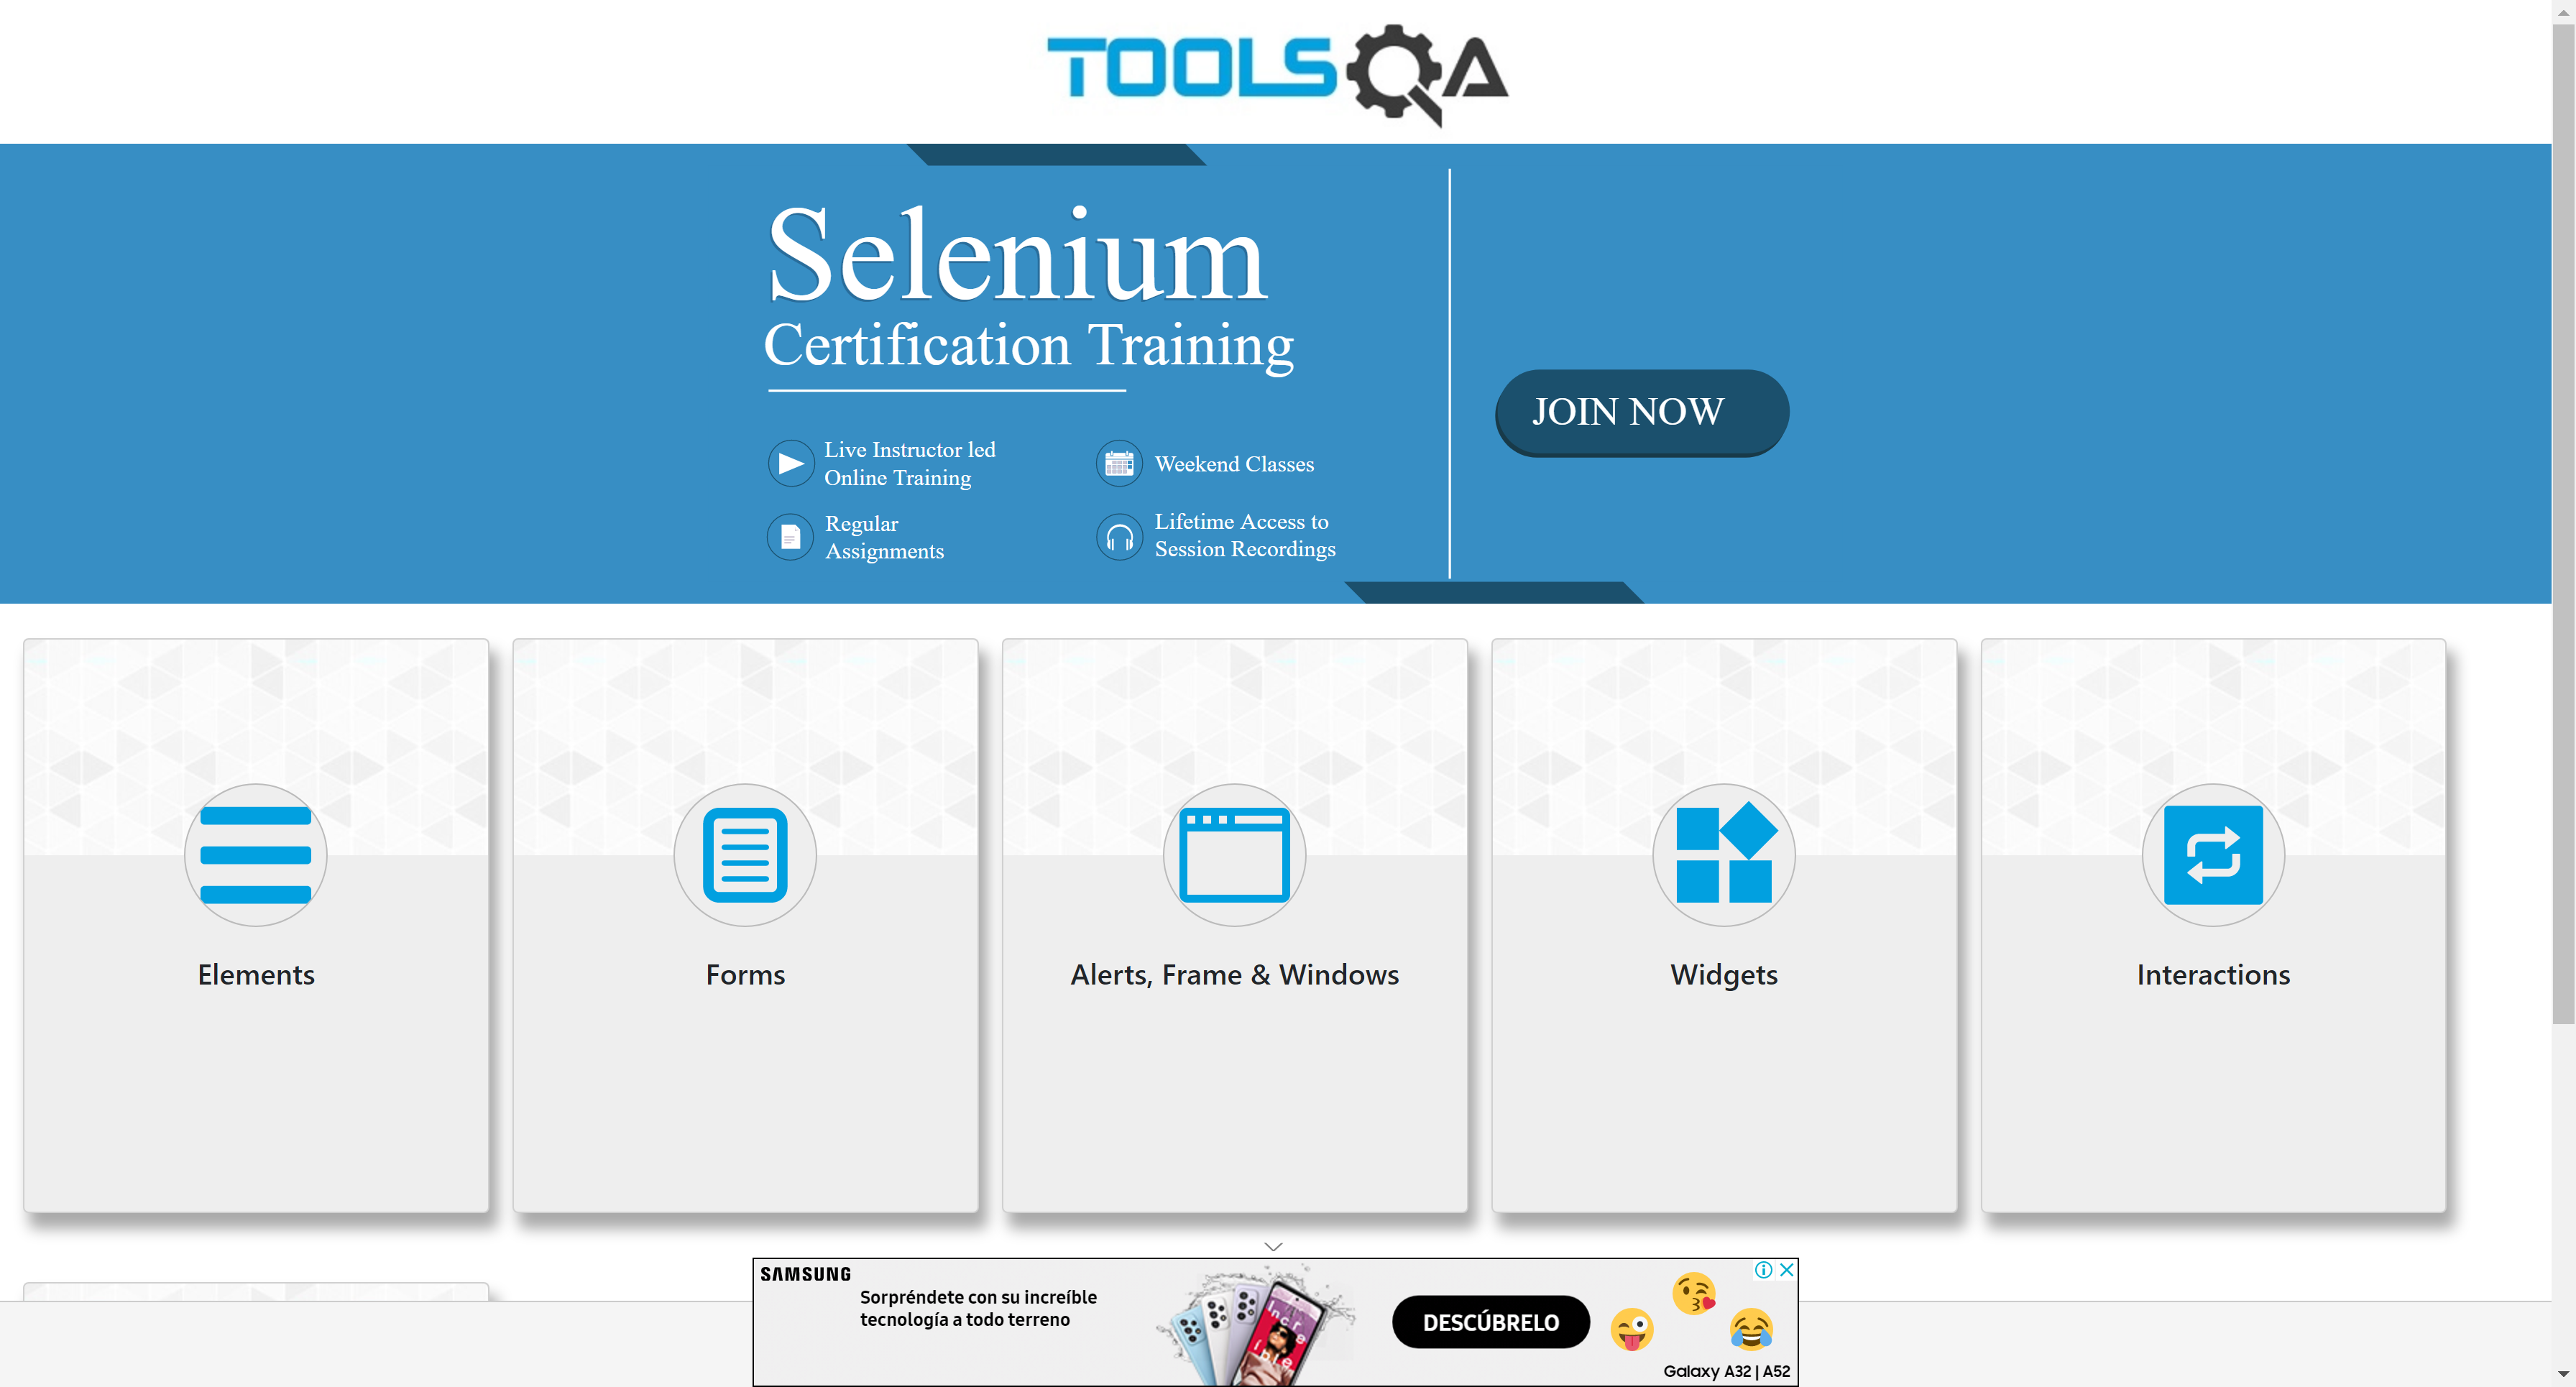 TOOLSQA
Selenium
Certification Training
Live Instructor led
Online Training
Weekend Classes
Regular
Assignments
Lifetime Access to
Session Recordings
JOIN NOW
Elements
Forms
Alerts, Frame & Windows
Widgets
Interactions
SAMSUNG
Sorpréndete con su increíble
tecnología a todo terreno
Incre
íble
DESCÚBRELO
Galaxy A32 | A52